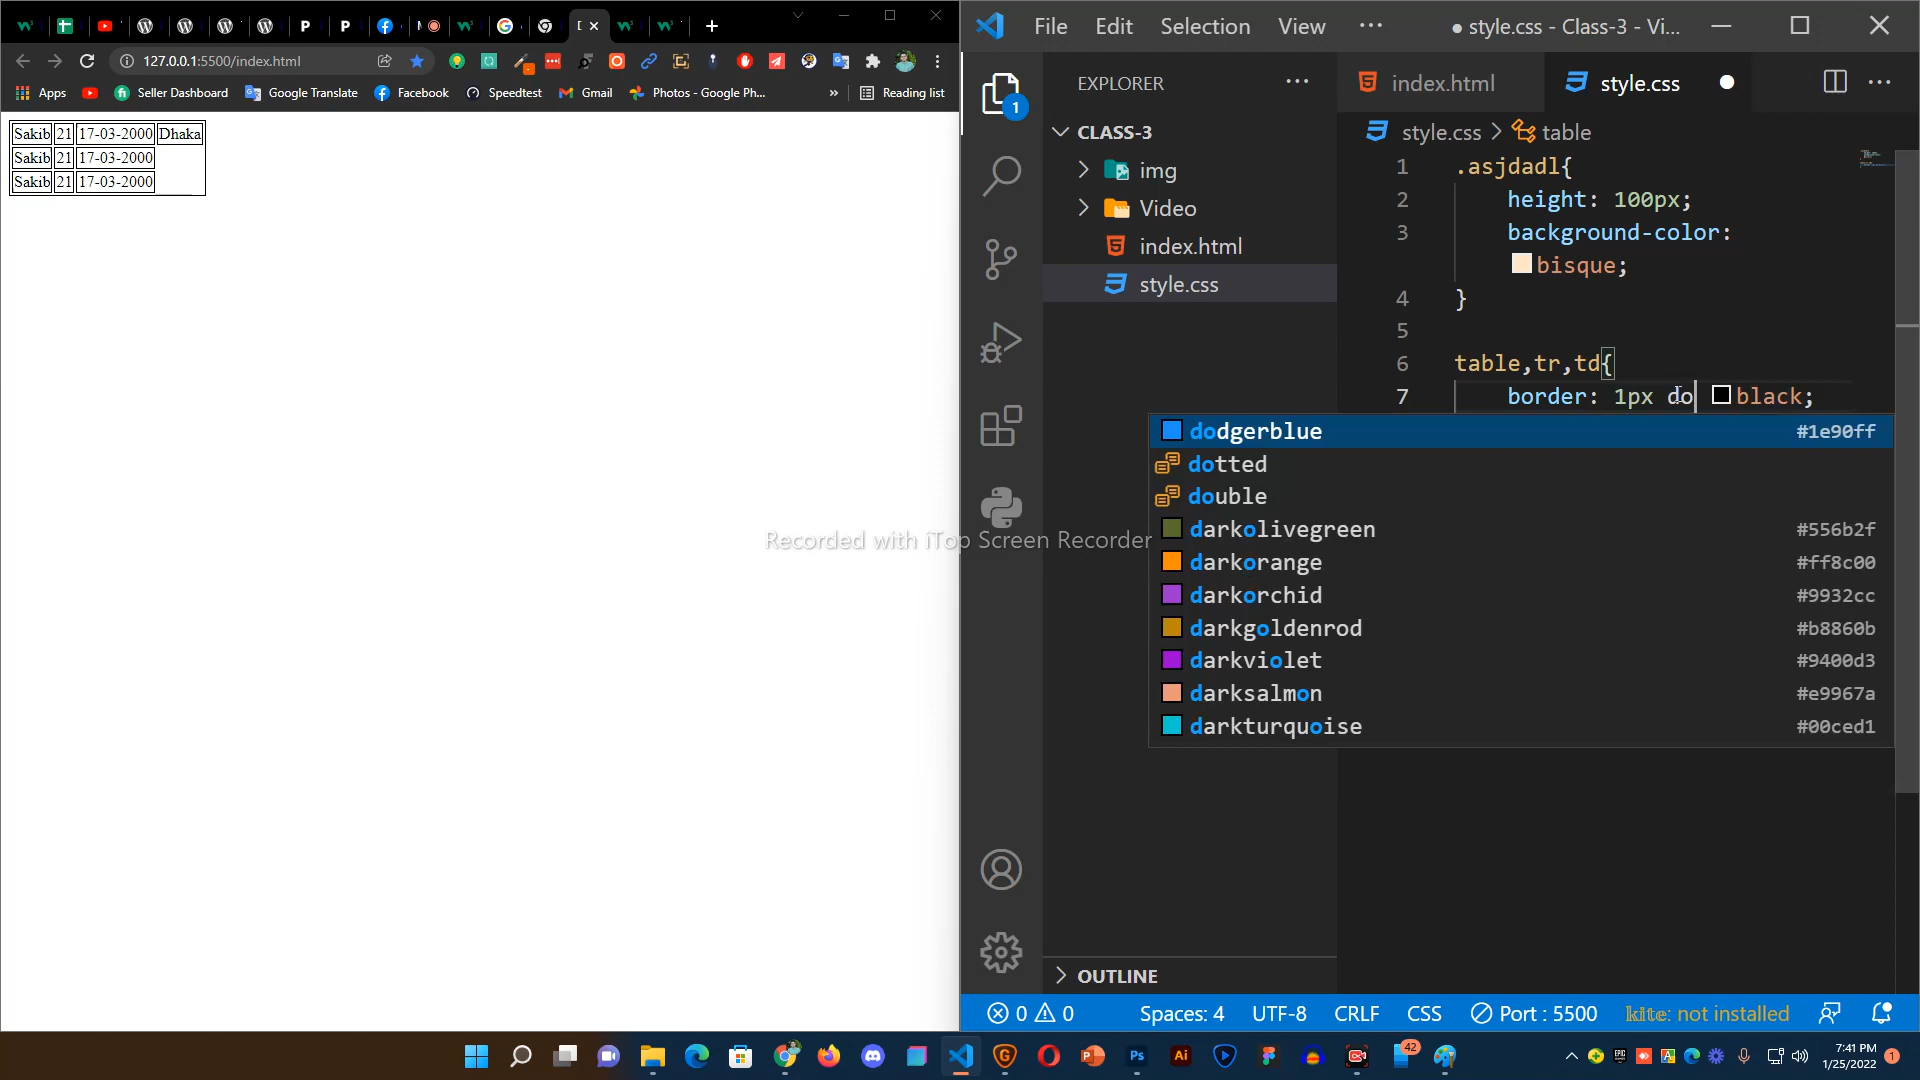 File Edit Selection View ··· ● style.css - Class-3 - Vi...
127.0.0.1:5500/index.html
Apps Seller Dashboard Google Translate Facebook Speedtest Gmail Photos - Google Ph... » Reading list
Sakib 21 17-03-2000 Dhaka
Sakib 21 17-03-2000
Sakib 21 17-03-2000
EXPLORER ···
1
CLASS-3
img
Video
index.html
style.css
OUTLINE
index.html style.css
style.css > table
1 .asjdadl{
2 height: 100px;
3 background-color:
bisque;
4 }
5
6 table,tr,td{
7 border: 1px do black;
dodgerblue #1e90ff
dotted
double
darkolivegreen #556b2f
darkorange #ff8c00
darkorchid #9932cc
darkgoldenrod #b8860b
darkviolet #9400d3
darksalmon #e9967a
darkturquoise #00ced1
Recorded with iTop Screen Recorder
0 0 Spaces: 4 UTF-8 CRLF CSS Port : 5500 kite: not installed
42
7:41 PM
1/25/2022
1